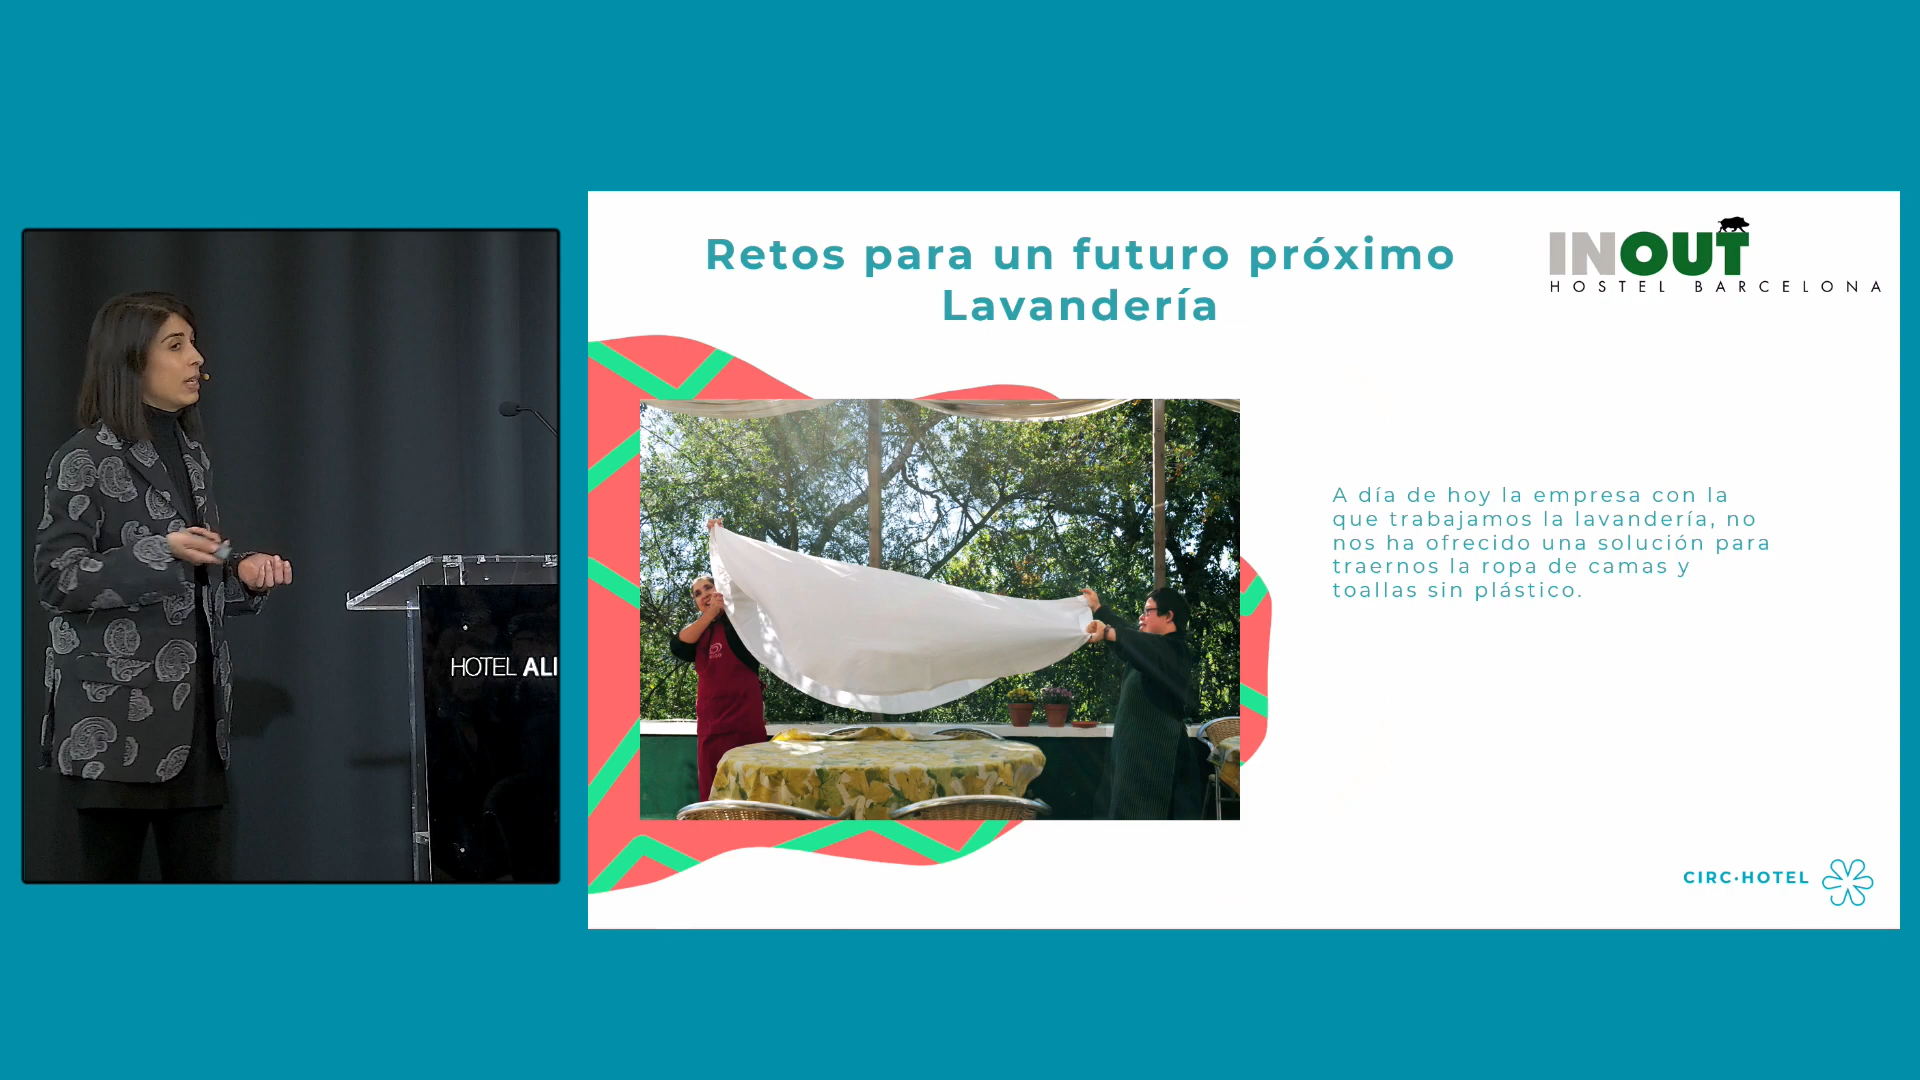 Retos para un futuro próximo
Lavandería
INOUT
HOSTEL BARCELONA
A día de hoy la empresa con la
que trabajamos la lavandería, no
nos ha ofrecido una solución para
traernos la ropa de camas y
toallas sin plástico.
HOTEL ALI
CIRC·HOTEL